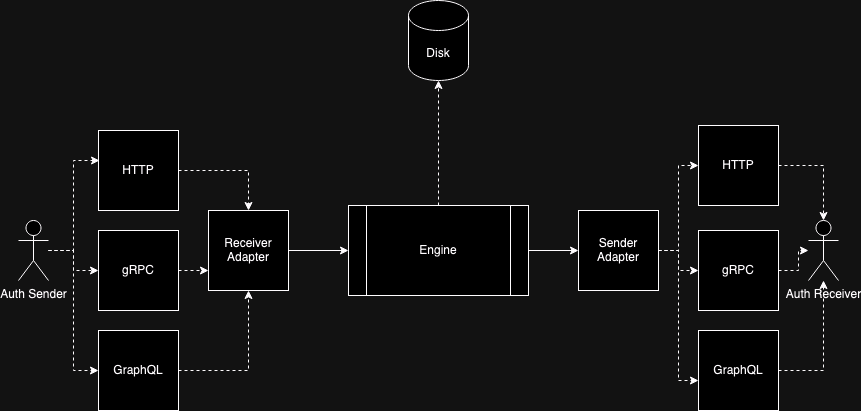 Disk
HTTP
gRPC
GraphQL
Auth Sender
Receiver
Adapter
Engine
Sender
Adapter
HTTP
gRPC
GraphQL
Auth Receiver